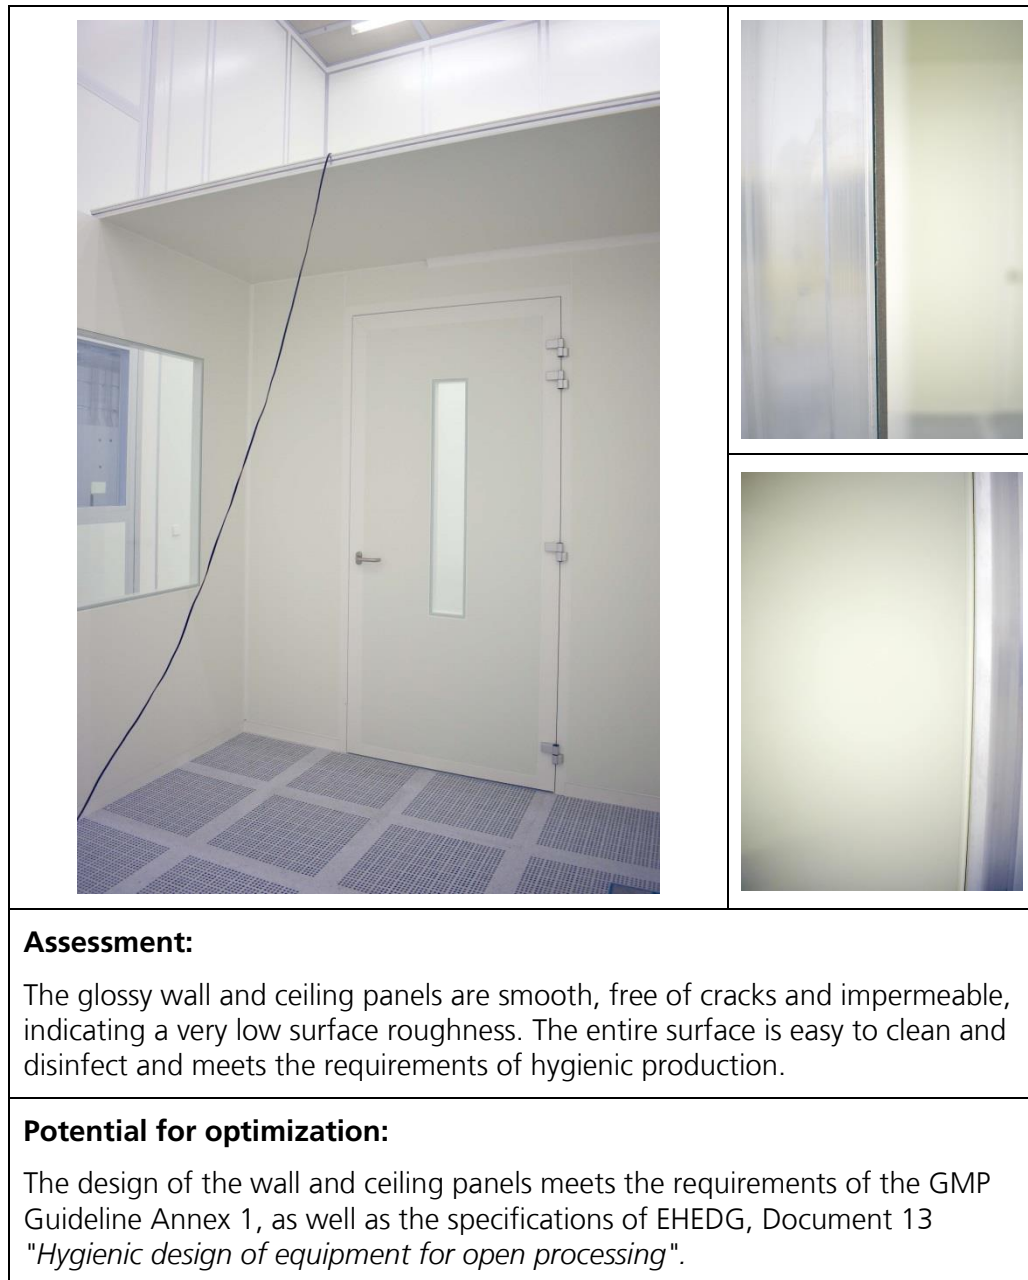 Assessment:
The glossy wall and ceiling panels are smooth, free of cracks and impermeable,
indicating a very low surface roughness. The entire surface is easy to clean and
disinfect and meets the requirements of hygienic production.
Potential for optimization:
The design of the wall and ceiling panels meets the requirements of the GMP
Guideline Annex 1, as well as the specifications of EHEDG, Document 13
"Hygienic design of equipment for open processing".